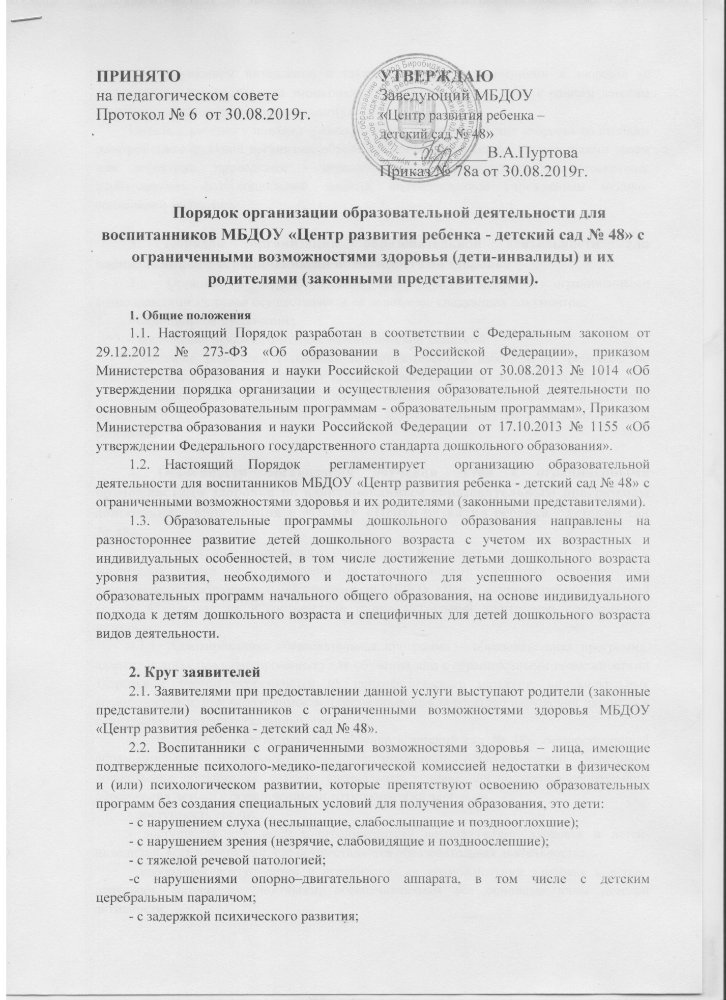 ПРИНЯТО
на педагогическом совете
Протокол № 6 от 30.08.2019г.
УТВЕРЖДАЮ
Заведующий МБДОУ
«Центр развития ребенка –
детский сад № 48»
В.А.Пуртова
Приказ № 78а от 30.08.2019г.
Порядок организации образовательной деятельности для
воспитанников МБДОУ «Центр развития ребенка - детский сад № 48» с
ограниченными возможностями здоровья (дети-инвалиды) и их
родителями (законными представителями).
1. Общие положения
1.1. Настоящий Порядок разработан в соответствии с Федеральным законом от
29.12.2012 № 273-ФЗ «Об образовании в Российской Федерации», приказом
Министерства образования и науки Российской Федерации от 30.08.2013 № 1014 «Об
утверждении порядка организации и осуществления образовательной деятельности по
основным общеобразовательным программам - образовательным программам», Приказом
Министерства образования и науки Российской Федерации от 17.10.2013 № 1155 «Об
утверждении Федерального государственного стандарта дошкольного образования».
1.2. Настоящий Порядок регламентирует организацию образовательной
деятельности для воспитанников МБДОУ «Центр развития ребенка - детский сад № 48» с
ограниченными возможностями здоровья и их родителями (законными представителями).
1.3. Образовательные программы дошкольного образования направлены на
разностороннее развитие детей дошкольного возраста с учетом их возрастных и
индивидуальных особенностей, в том числе достижение детьми дошкольного возраста
уровня развития, необходимого и достаточного для успешного освоения ими
образовательных программ начального общего образования, на основе индивидуального
подхода к детям дошкольного возраста и специфичных для детей дошкольного возраста
видов деятельности.
2. Круг заявителей
2.1. Заявителями при предоставлении данной услуги выступают родители (законные
представители) воспитанников с ограниченными возможностями здоровья МБДОУ
«Центр развития ребенка - детский сад № 48».
2.2. Воспитанники с ограниченными возможностями здоровья – лица, имеющие
подтвержденные психолого-медико-педагогической комиссией недостатки в физическом
и (или) психологическом развитии, которые препятствуют освоению образовательных
программ без создания специальных условий для получения образования, это дети:
- с нарушением слуха (неслышащие, слабослышащие и позднооглохшие);
- с нарушением зрения (незрячие, слабовидящие и поздноослепшие);
- с тяжелой речевой патологией;
-с нарушениями опорно–двигательного аппарата, в том числе с детским
церебральным параличом;
- с задержкой психического развития;